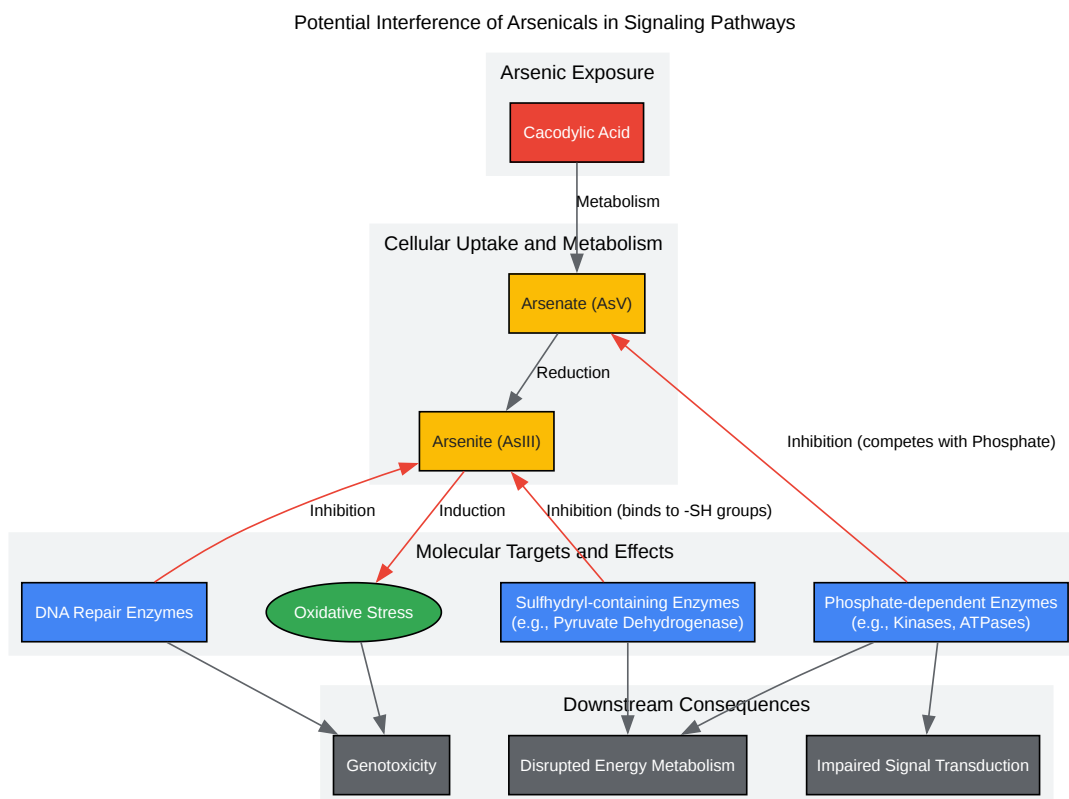 Potential Interference of Arsenicals in Signaling Pathways
Arsenic Exposure
Cacodylic Acid
Metabolism
Cellular Uptake and Metabolism
Arsenate (AsV)
Reduction
Arsenite (AsIII)
Inhibition (competes with Phosphate)
Inhibition
Induction
Inhibition (binds to -SH groups)
Molecular Targets and Effects
DNA Repair Enzymes
Oxidative Stress
Sulfhydryl-containing Enzymes
(e.g., Pyruvate Dehydrogenase)
Phosphate-dependent Enzymes
(e.g., Kinases, ATPases)
Downstream Consequences
Genotoxicity
Disrupted Energy Metabolism
Impaired Signal Transduction